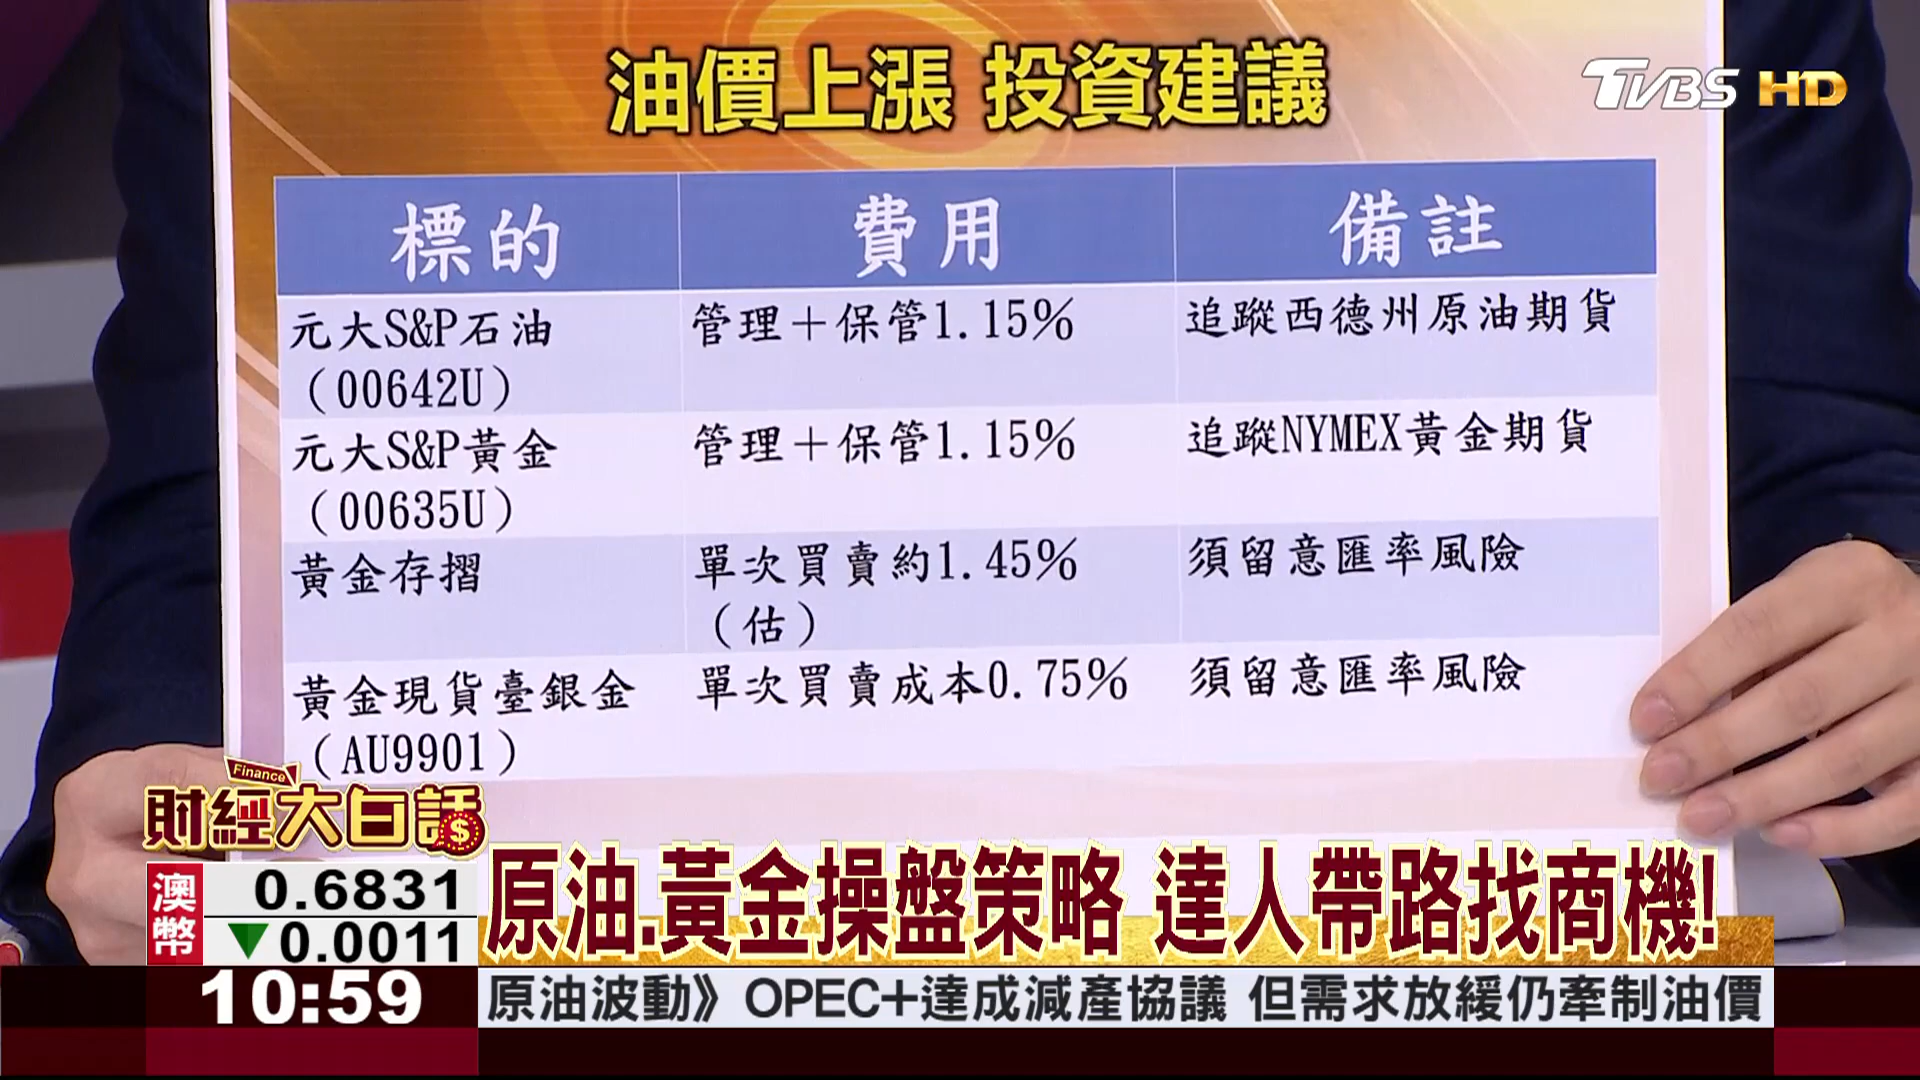 油價上漲 投資建議
TVBS HD
標的 費用 備註
元大S&P石油 管理＋保管1.15% 追蹤西德州原油期貨
（00642U）
元大S&P黃金 管理＋保管1.15% 追蹤NYMEX黃金期貨
（00635U）
黃金存摺 單次買賣約1.45% 須留意匯率風險
（估）
黃金現貨臺銀金 單次買賣成本0.75% 須留意匯率風險
（AU9901）
Finance
財經大白話
$
原油.黃金操盤策略 達人帶路找商機!
澳幣 0.6831
▼0.0011
10:59
原油波動》OPEC+達成減產協議 但需求放緩仍牽制油價